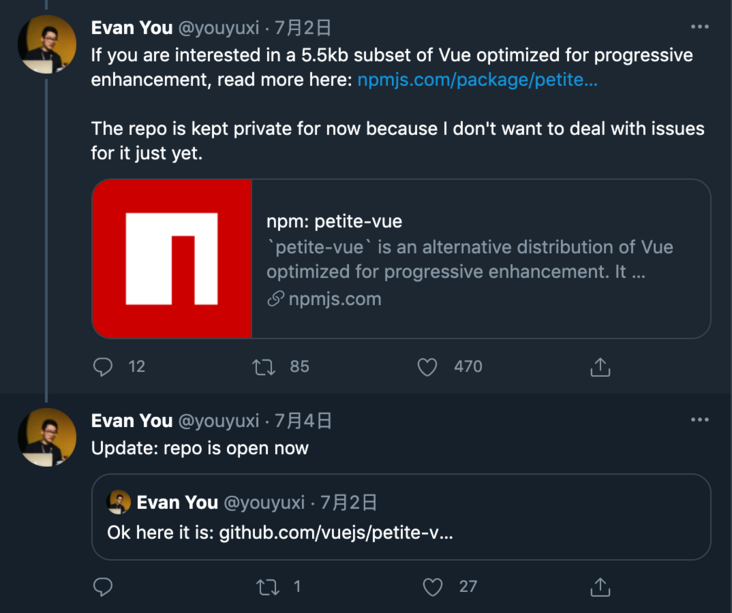 Evan You @youyuxi · 7月2日
If you are interested in a 5.5kb subset of Vue optimized for progressive
enhancement, read more here: npmjs.com/package/petite...
The repo is kept private for now because I don't want to deal with issues
for it just yet.
npm: petite-vue
`petite-vue` is an alternative distribution of Vue
optimized for progressive enhancement. It ...
npmjs.com
12 85 470
Evan You @youyuxi · 7月4日
Update: repo is open now
Evan You @youyuxi · 7月2日
Ok here it is: github.com/vuejs/petite-v...
1 27